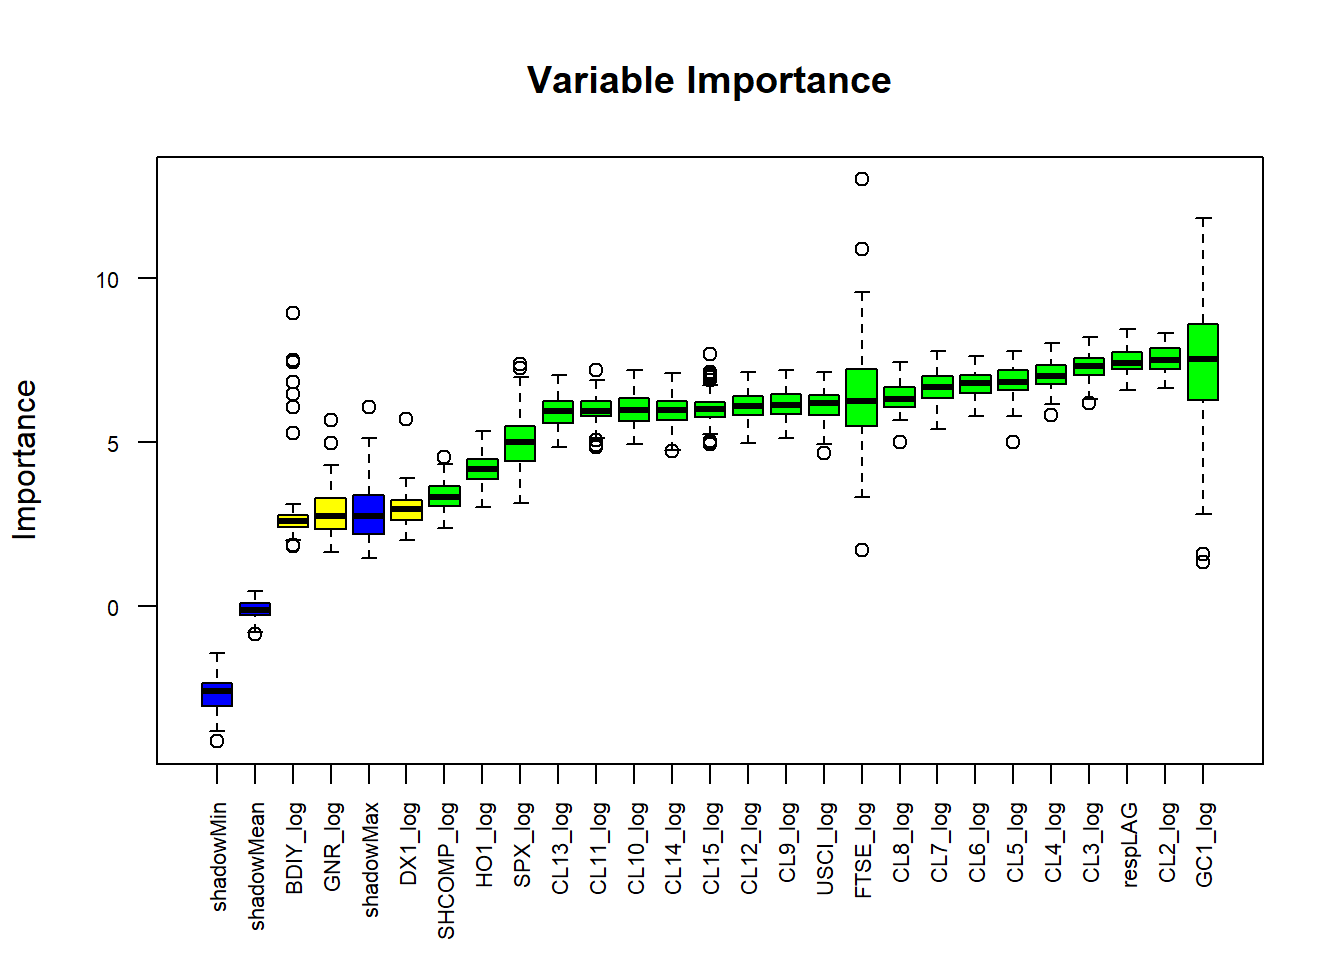 Variable Importance
Importance
10
5
0
shadowMin
shadowMean
BDIY_log
GNR_log
shadowMax
DX1_log
SHCOMP_log
HO1_log
SPX_log
CL13_log
CL11_log
CL10_log
CL14_log
CL15_log
CL12_log
CL9_log
USCI_log
FTSE_log
CL8_log
CL7_log
CL6_log
CL5_log
CL4_log
CL3_log
respLAG
CL2_log
GC1_log